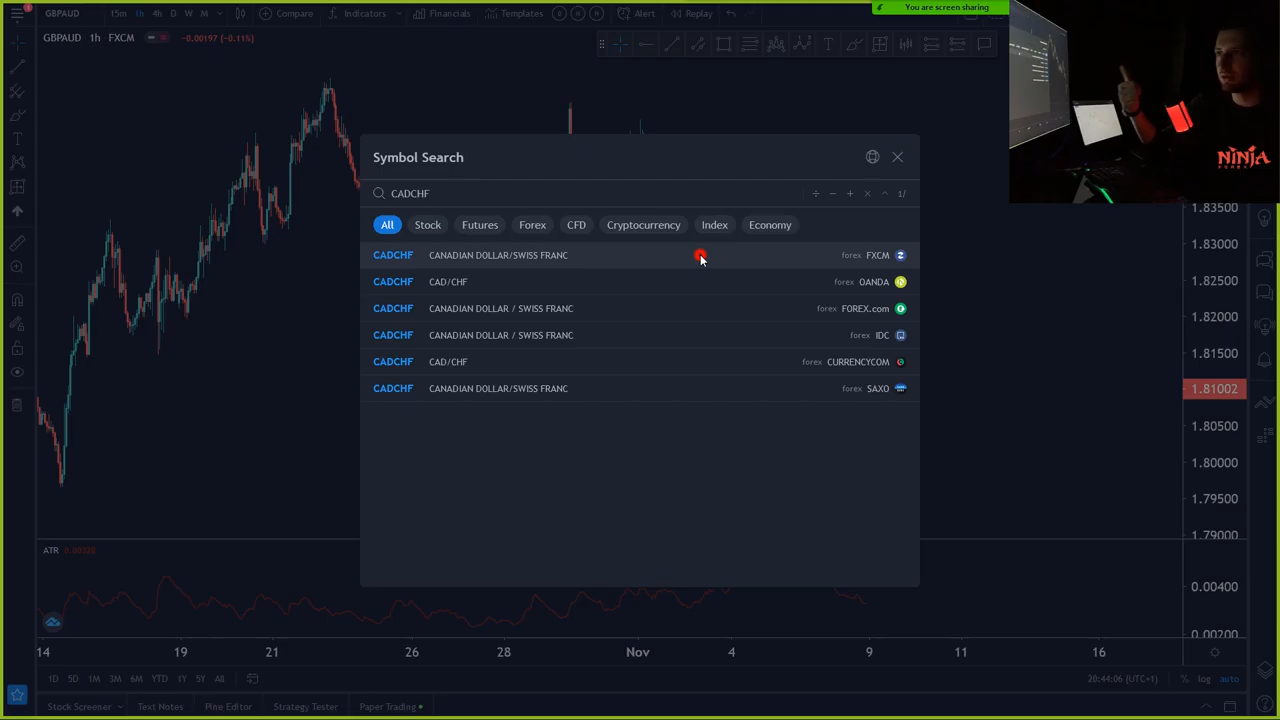 GBPAUD 15m 1h 4h D W M Compare Indicators Financials Templates D H H Alert Replay
You are screen sharing
GBPAUD 1h FXCM −0.00197 (−0.11%)
NINJA
FOREX
Symbol Search
CADCHF 1/
All Stock Futures Forex CFD Cryptocurrency Index Economy
CADCHF CANADIAN DOLLAR/SWISS FRANC forex FXCM
CADCHF CAD/CHF forex OANDA
CADCHF CANADIAN DOLLAR / SWISS FRANC forex FOREX.com
CADCHF CANADIAN DOLLAR / SWISS FRANC forex IDC
CADCHF CAD/CHF forex CURRENCYCOM
CADCHF CANADIAN DOLLAR/SWISS FRANC forex SAXO
1.83500
1.83000
1.82500
1.82000
1.81500
1.81002
1.80500
1.80000
1.79500
1.79000
ATR 0.00328
0.00400
0.00200
14 19 21 26 28 Nov 4 9 11 16
1D 5D 1M 3M 6M YTD 1Y 5Y All 20:44:06 (UTC+1) % log auto
Stock Screener Text Notes Pine Editor Strategy Tester Paper Trading